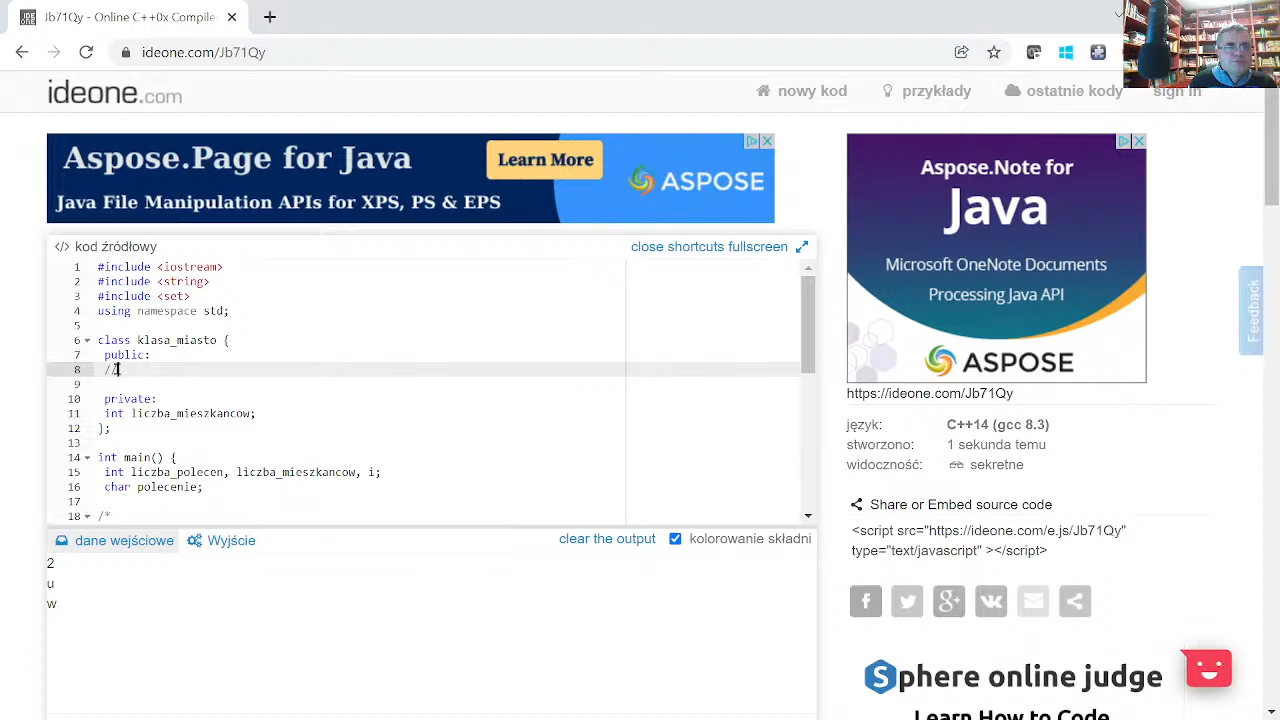 Jb71Qy - Online C++0x Compile
ideone.com/Jb71Qy
ideone.com
nowy kod
przykłady
ostatnie kody
sign in
Aspose.Page for Java
Java File Manipulation APIs for XPS, PS & EPS
Learn More
ASPOSE
Aspose.Note for
Java
Microsoft OneNote Documents
Processing Java API
ASPOSE
</> kod źródłowy
close shortcuts fullscreen
1 #include <iostream>
2 #include <string>
3 #include <set>
4 using namespace std;
5
6 class klasa_miasto {
7 public:
8 //
9
10 private:
11 int liczba_mieszkancow;
12 };
13
14 int main() {
15 int liczba_polecen, liczba_mieszkancow, i;
16 char polecenie;
17
18 /*
dane wejściowe
Wyjście
clear the output
kolorowanie składni
2
u
w
https://ideone.com/Jb71Qy
język: C++14 (gcc 8.3)
stworzono: 1 sekunda temu
widoczność: sekretne
Share or Embed source code
<script src="https://ideone.com/e.js/Jb71Qy"
type="text/javascript" ></script>
Sphere online judge
Learn How to Code
Feedback